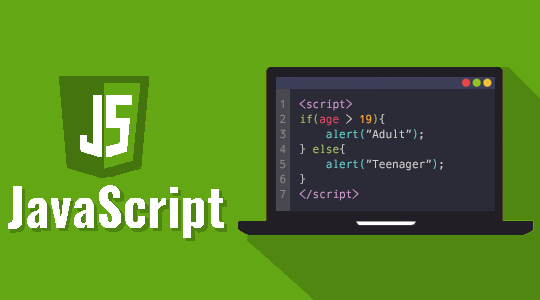 JS
JavaScript
1 <script>
2 if(age > 19){
3 alert("Adult");
4 } else{
5 alert("Teenager");
6 }
7 </script>